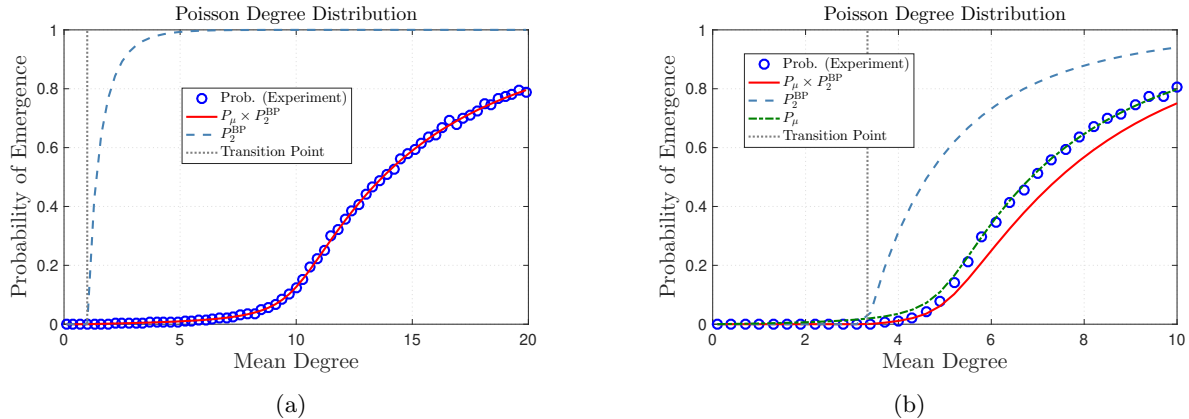 Poisson Degree Distribution
1
0.8
0.6
0.4
0.2
0
Probability of Emergence
Prob. (Experiment)
P_μ × P_2^BP
P_2^BP
Transition Point
0 5 10 15 20
Mean Degree
(a)
Poisson Degree Distribution
1
0.8
0.6
0.4
0.2
0
Probability of Emergence
Prob. (Experiment)
P_μ × P_2^BP
P_2^BP
P_μ
Transition Point
0 2 4 6 8 10
Mean Degree
(b)